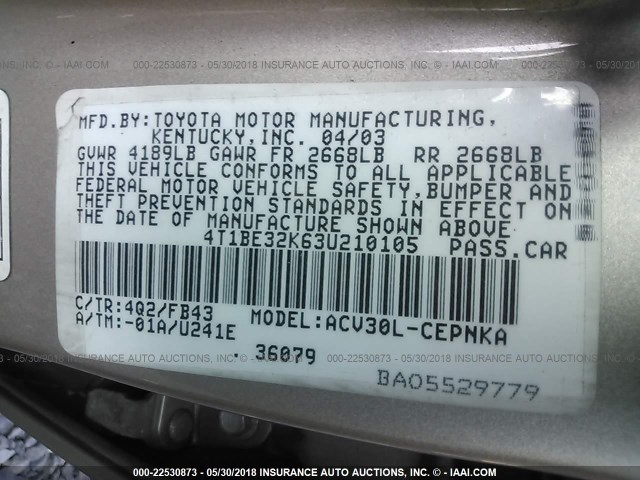 000-22530873 - 05/30/2018 INSURANCE AUTO AUCTIONS, INC. - © - IAAI.COM
MFD.BY:TOYOTA MOTOR MANUFACTURING,
KENTUCKY,INC. 04/03
GVWR 4189LB GAWR FR 2668LB RR 2668LB
THIS VEHICLE CONFORMS TO ALL APPLICABLE
FEDERAL MOTOR VEHICLE SAFETY,BUMPER AND
THEFT PREVENTION STANDARDS IN EFFECT ON
THE DATE OF MANUFACTURE SHOWN ABOVE
4T1BE32K63U210105 PASS.CAR
C/TR:4Q2/FB43
A/TM:-01A/U241E
MODEL:ACV30L-CEPNKA
. 36079
BAO5529779
000-22530873 - 05/30/2018 INSURANCE AUTO AUCTIONS, INC. - © - IAAI.COM